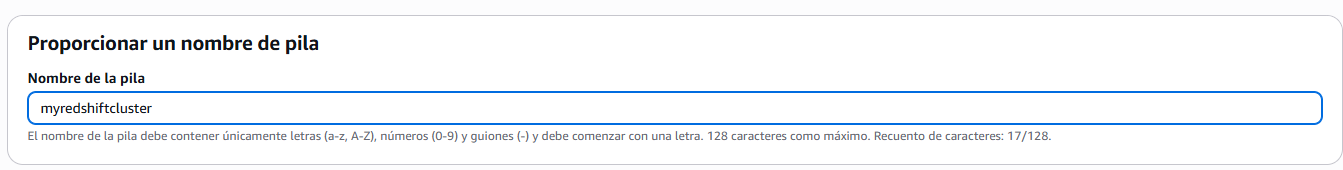 Proporcionar un nombre de pila
Nombre de la pila
myredshiftcluster
El nombre de la pila debe contener únicamente letras (a-z, A-Z), números (0-9) y guiones (-) y debe comenzar con una letra. 128 caracteres como máximo. Recuento de caracteres: 17/128.